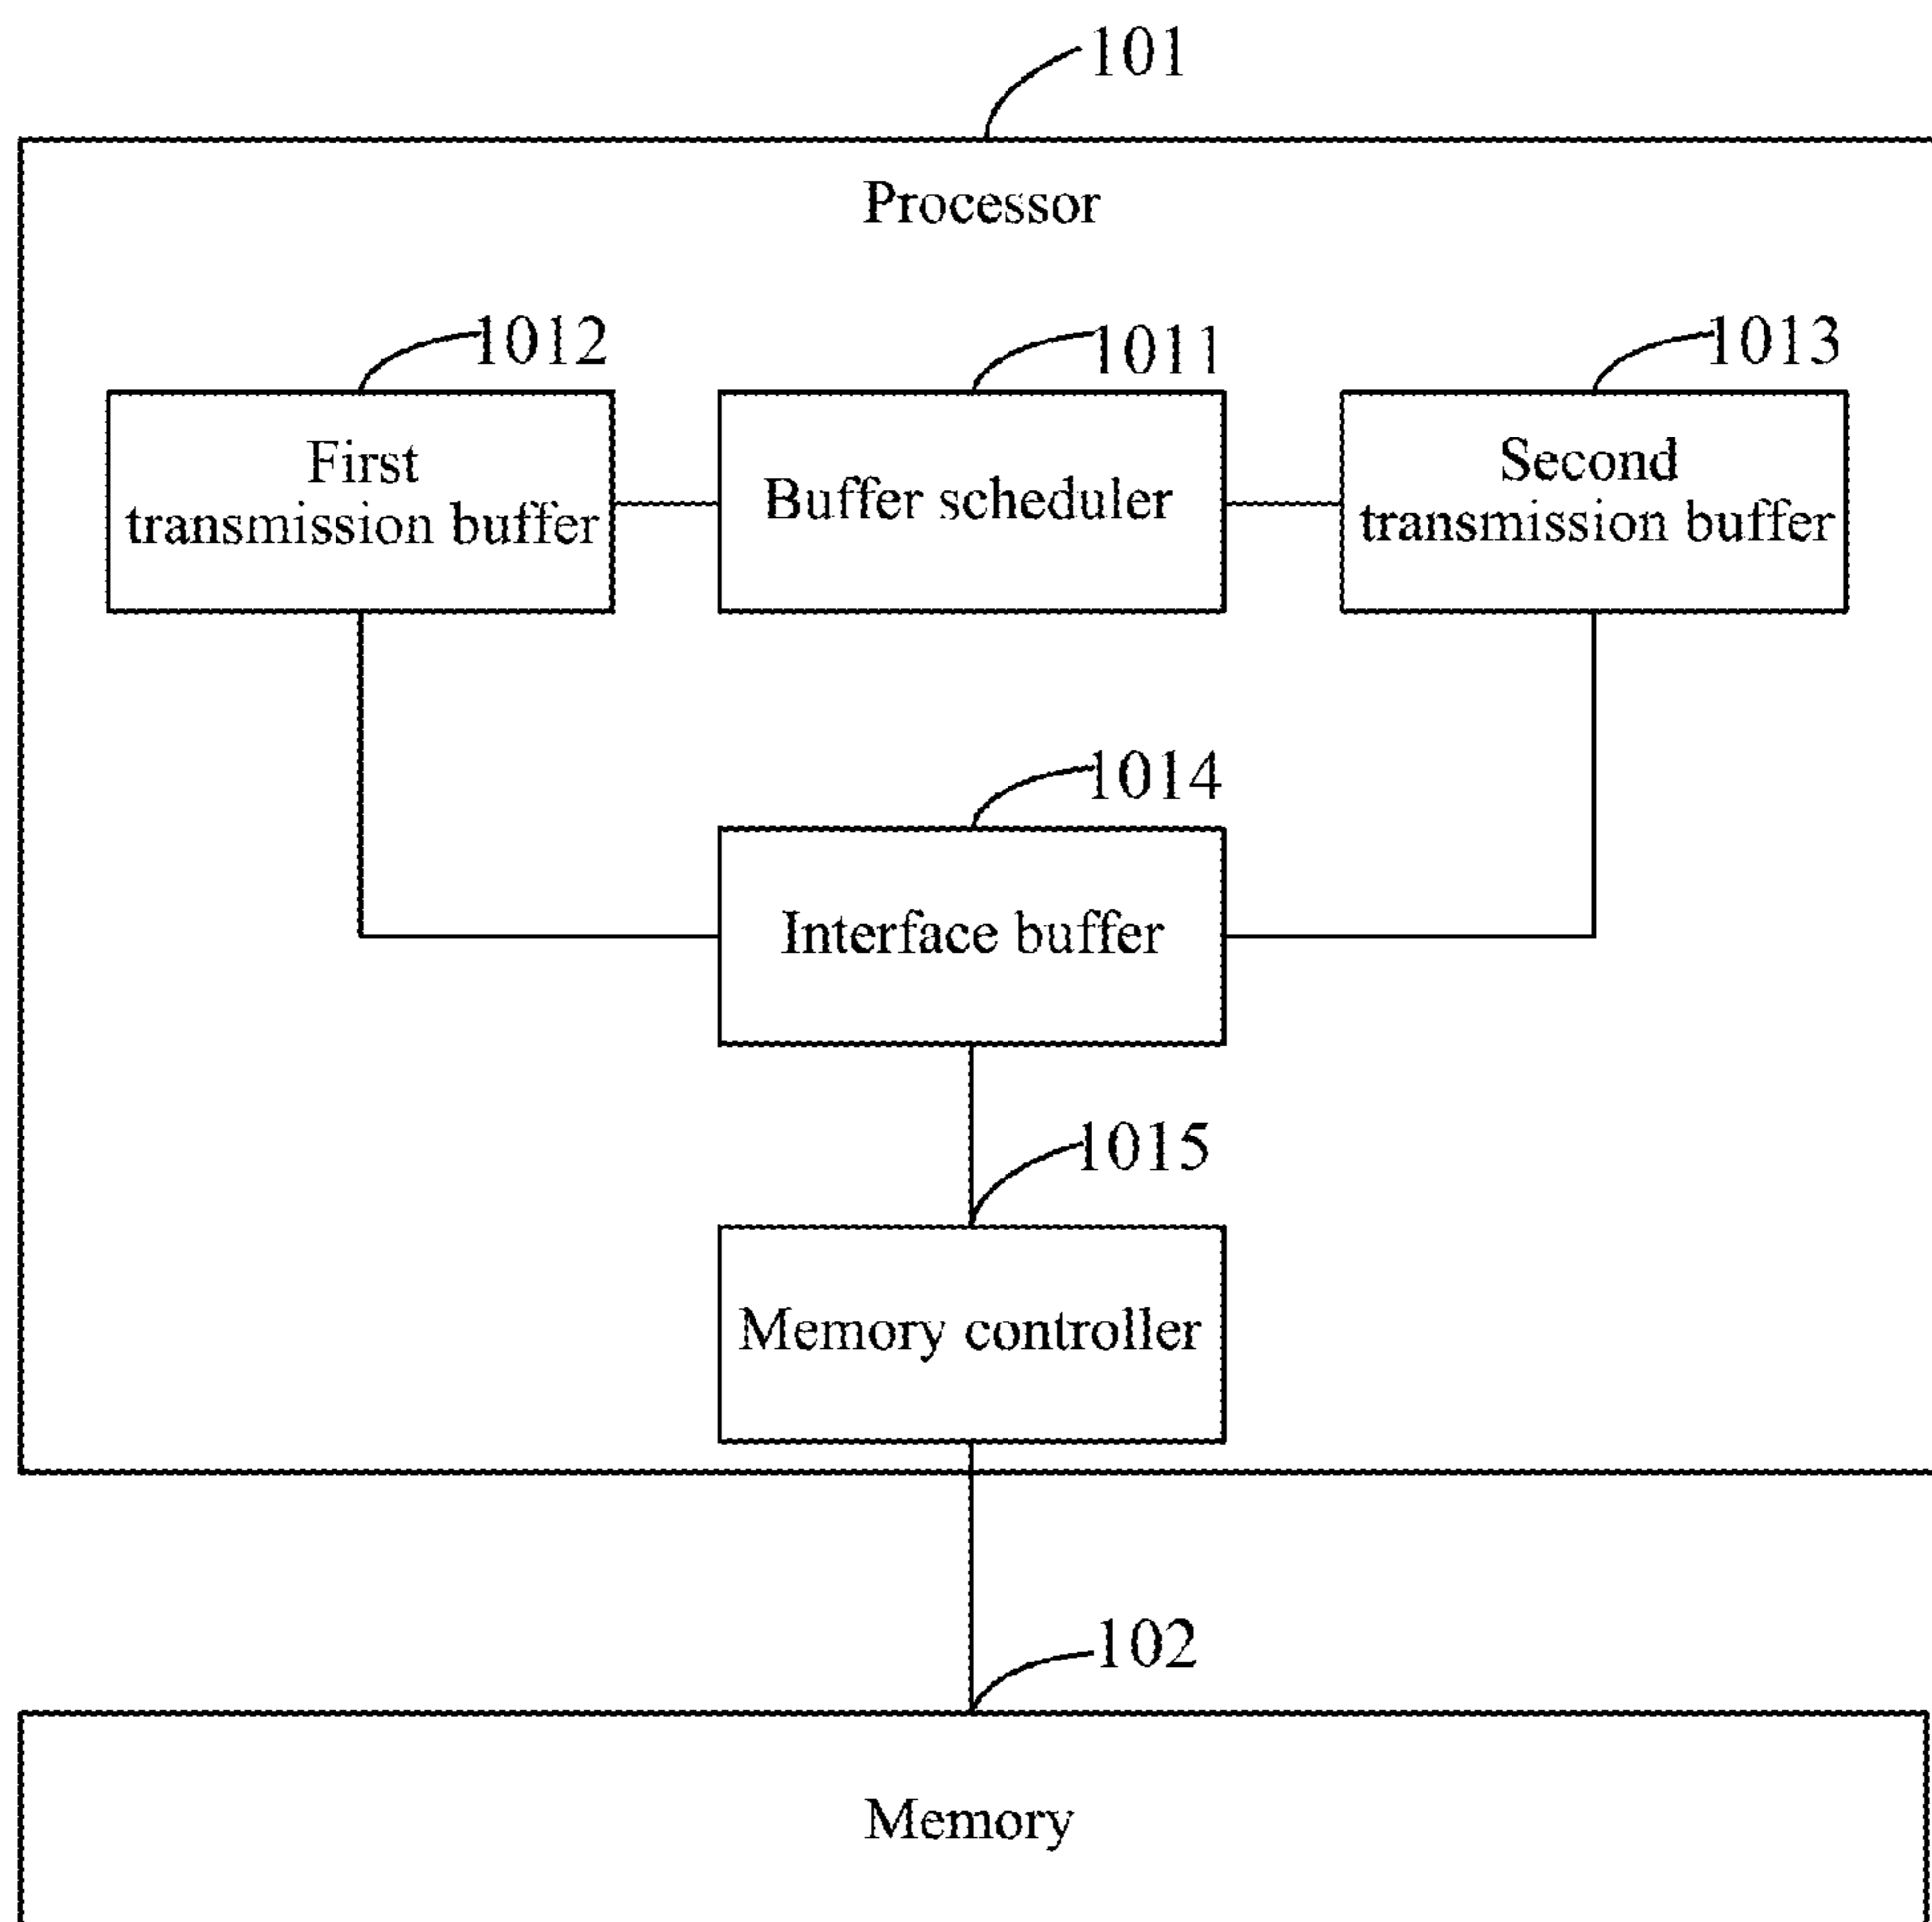 101
Processor
1012
1011
1013
First
transmission buffer
Buffer scheduler
Second
transmission buffer
1014
Interface buffer
1015
Memory controller
102
Memory